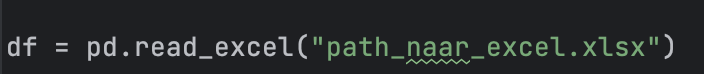 df = pd.read_excel("path_naar_excel.xlsx")